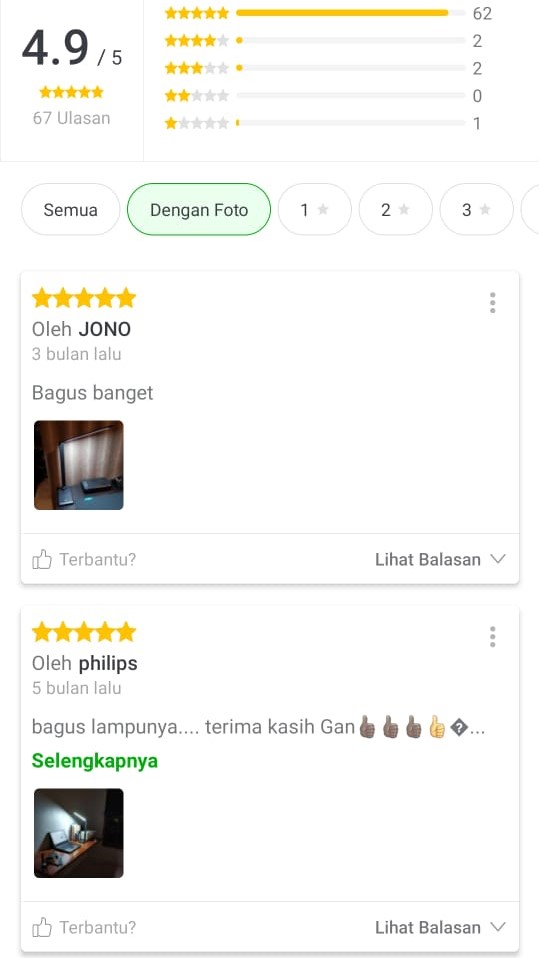 4.9 / 5
67 Ulasan
62
2
2
0
1
Semua
Dengan Foto
1
2
3
Oleh JONO
3 bulan lalu
Bagus banget
Terbantu?
Lihat Balasan
Oleh philips
5 bulan lalu
bagus lampunya.... terima kasih Gan👍🏿👍🏿👍🏿👍🏼�...
Selengkapnya
Terbantu?
Lihat Balasan